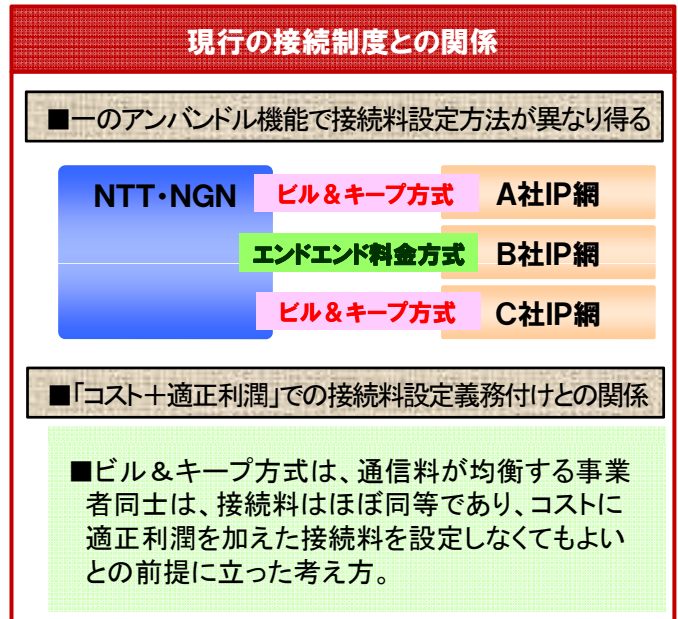 現行の接続制度との関係
■一のアンバンドル機能で接続料設定方法が異なり得る
NTT・NGN ビル＆キープ方式 A社IP網
エンドエンド料金方式 B社IP網
ビル＆キープ方式 C社IP網
■「コスト＋適正利潤」での接続料設定義務付けとの関係
■ビル＆キープ方式は、通信料が均衡する事業
者同士は、接続料はほぼ同等であり、コストに
適正利潤を加えた接続料を設定しなくてもよい
との前提に立った考え方。